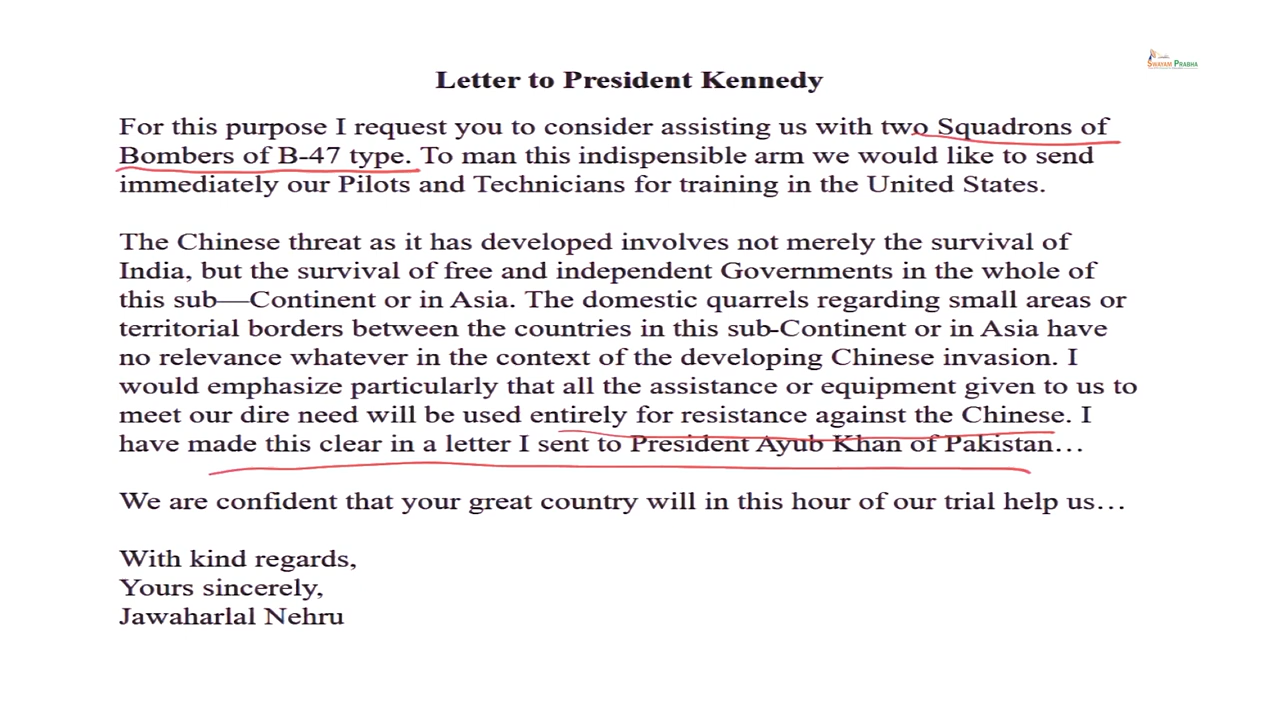 SWAYAM PRABHA
Letter to President Kennedy
For this purpose I request you to consider assisting us with two Squadrons of
Bombers of B-47 type. To man this indispensible arm we would like to send
immediately our Pilots and Technicians for training in the United States.
The Chinese threat as it has developed involves not merely the survival of
India, but the survival of free and independent Governments in the whole of
this sub—Continent or in Asia. The domestic quarrels regarding small areas or
territorial borders between the countries in this sub-Continent or in Asia have
no relevance whatever in the context of the developing Chinese invasion. I
would emphasize particularly that all the assistance or equipment given to us to
meet our dire need will be used entirely for resistance against the Chinese. I
have made this clear in a letter I sent to President Ayub Khan of Pakistan…
We are confident that your great country will in this hour of our trial help us…
With kind regards,
Yours sincerely,
Jawaharlal Nehru